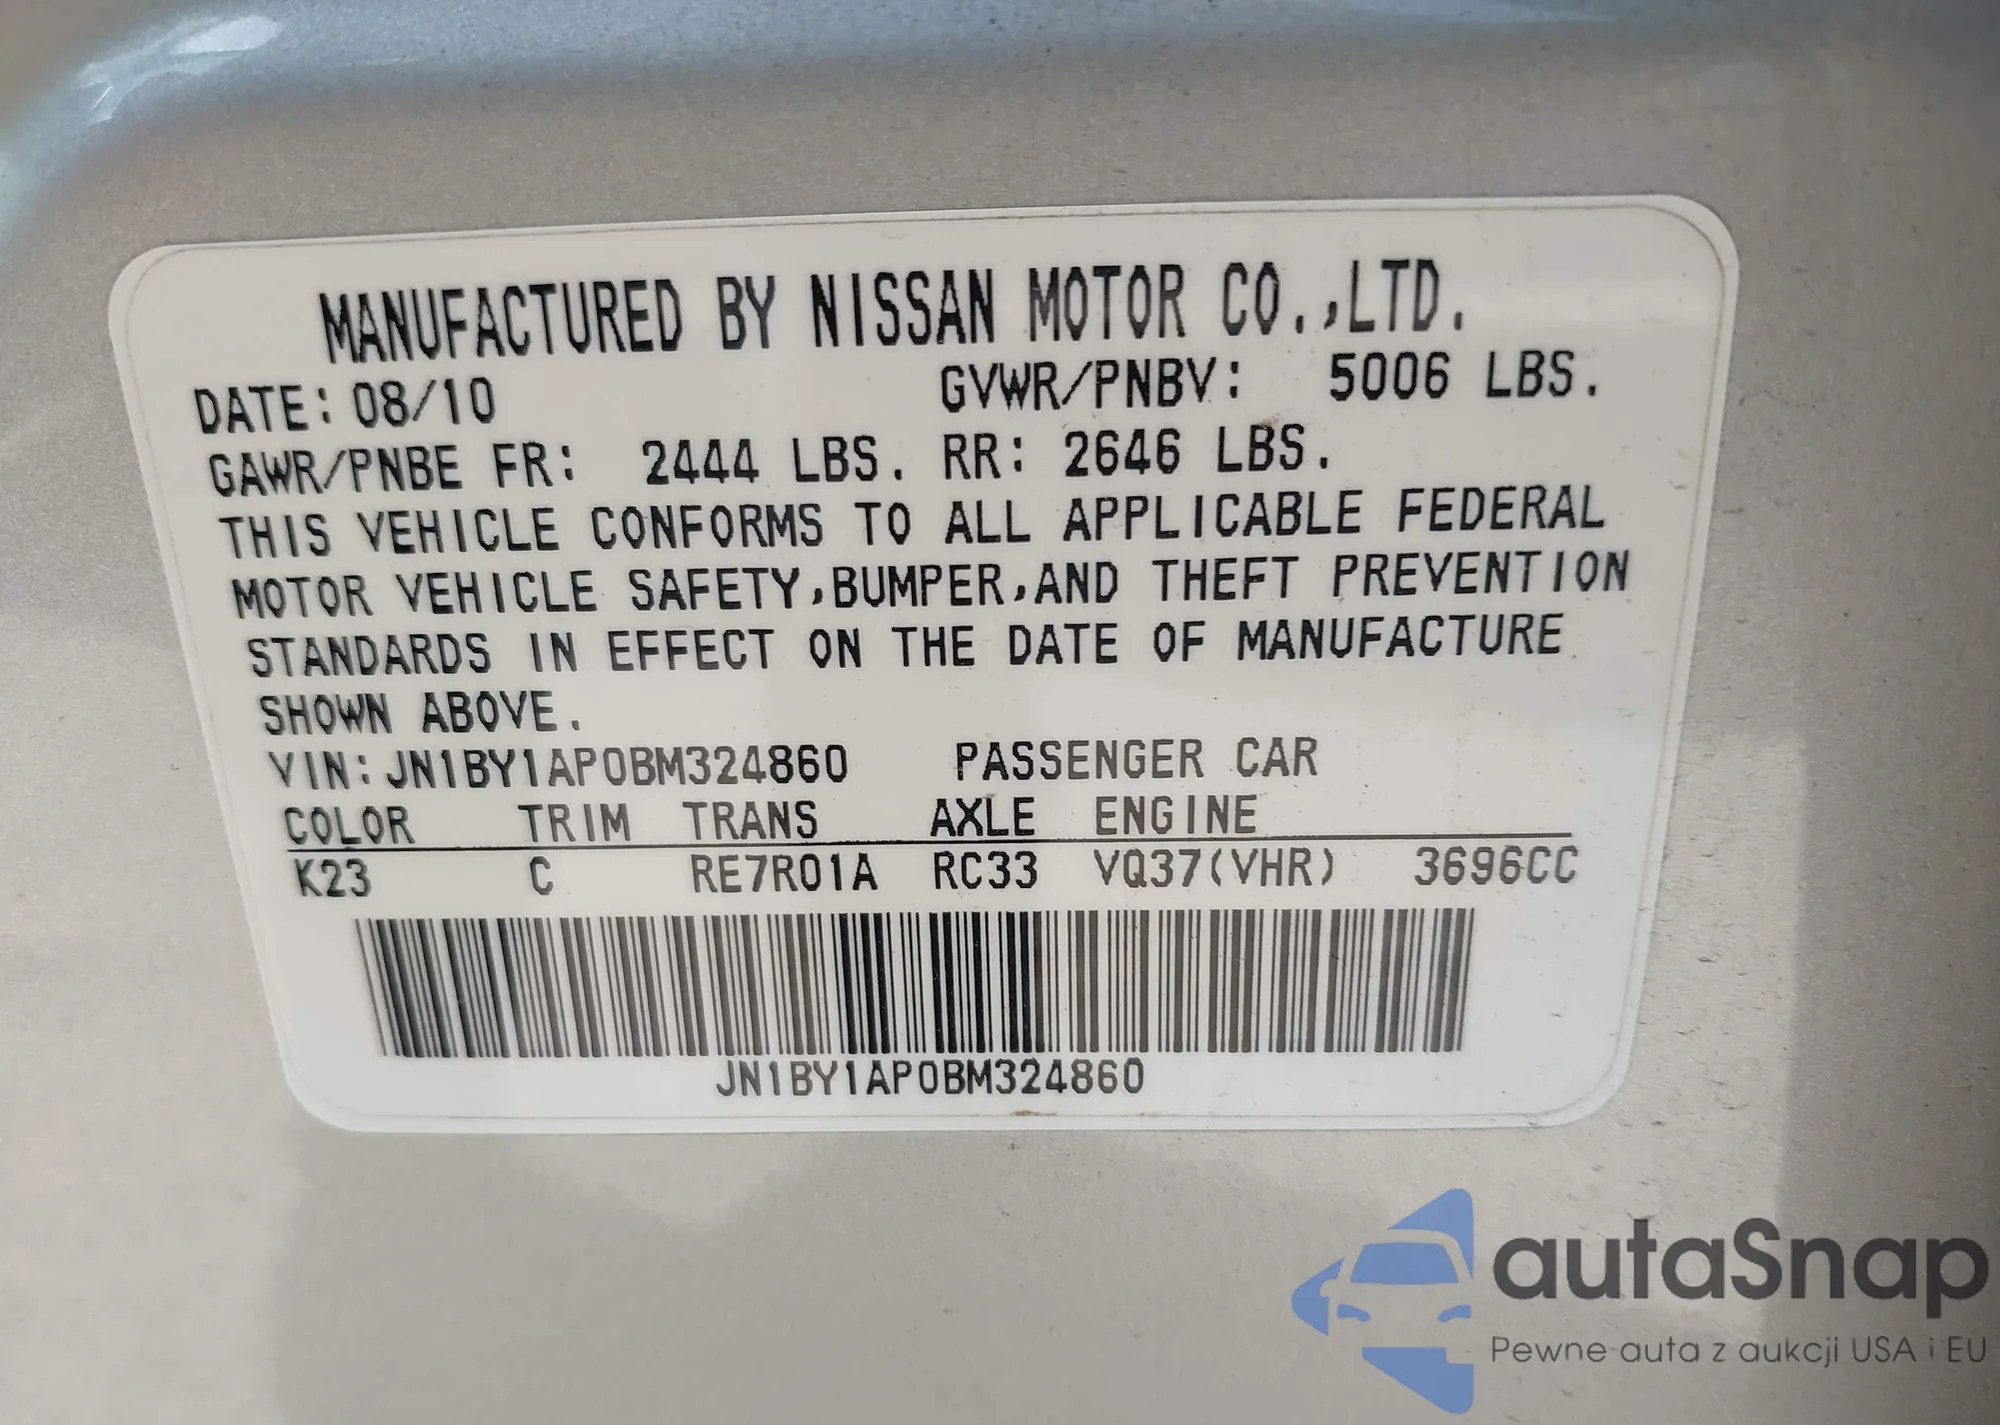 MANUFACTURED BY NISSAN MOTOR CO.,LTD.
DATE: 08/10 GVWR/PNBV: 5006 LBS.
GAWR/PNBE FR: 2444 LBS. RR: 2646 LBS.
THIS VEHICLE CONFORMS TO ALL APPLICABLE FEDERAL
MOTOR VEHICLE SAFETY,BUMPER,AND THEFT PREVENTION
STANDARDS IN EFFECT ON THE DATE OF MANUFACTURE
SHOWN ABOVE.
VIN:JN1BY1AP0BM324860 PASSENGER CAR
COLOR TRIM TRANS AXLE ENGINE
K23 C RE7R01A RC33 VQ37(VHR) 3696CC
JN1BY1AP0BM324860
autaSnap
Pewne auta z aukcji USA i EU